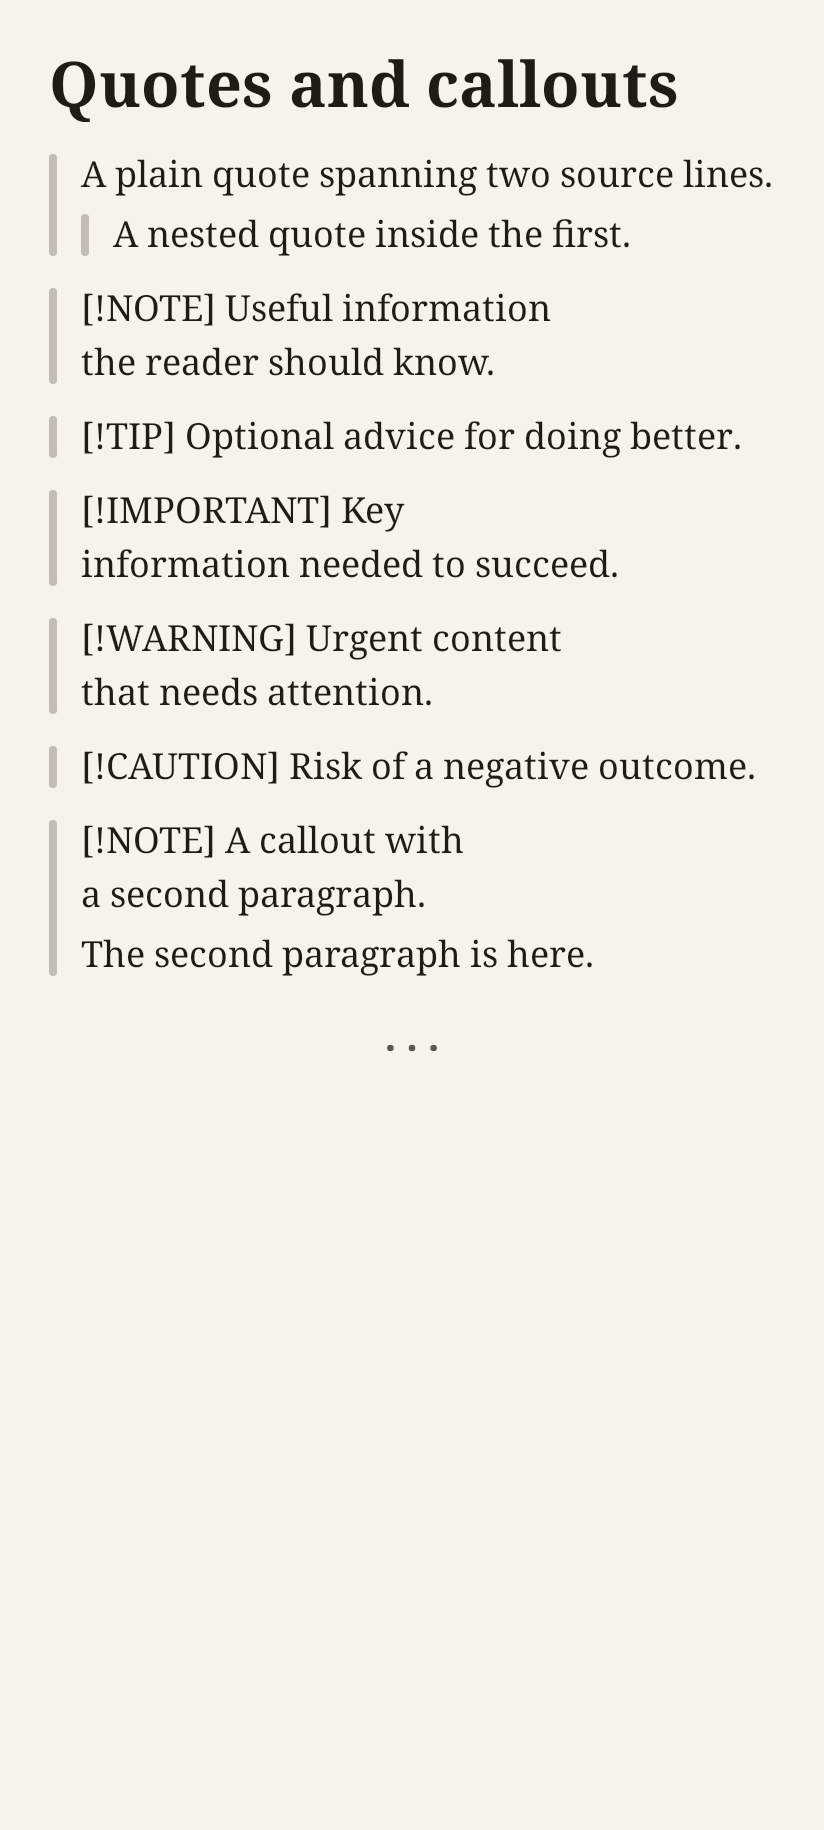 Quotes and callouts
A plain quote spanning two source lines.
A nested quote inside the first.
[!NOTE] Useful information
the reader should know.
[!TIP] Optional advice for doing better.
[!IMPORTANT] Key
information needed to succeed.
[!WARNING] Urgent content
that needs attention.
[!CAUTION] Risk of a negative outcome.
[!NOTE] A callout with
a second paragraph.
The second paragraph is here.
. . .